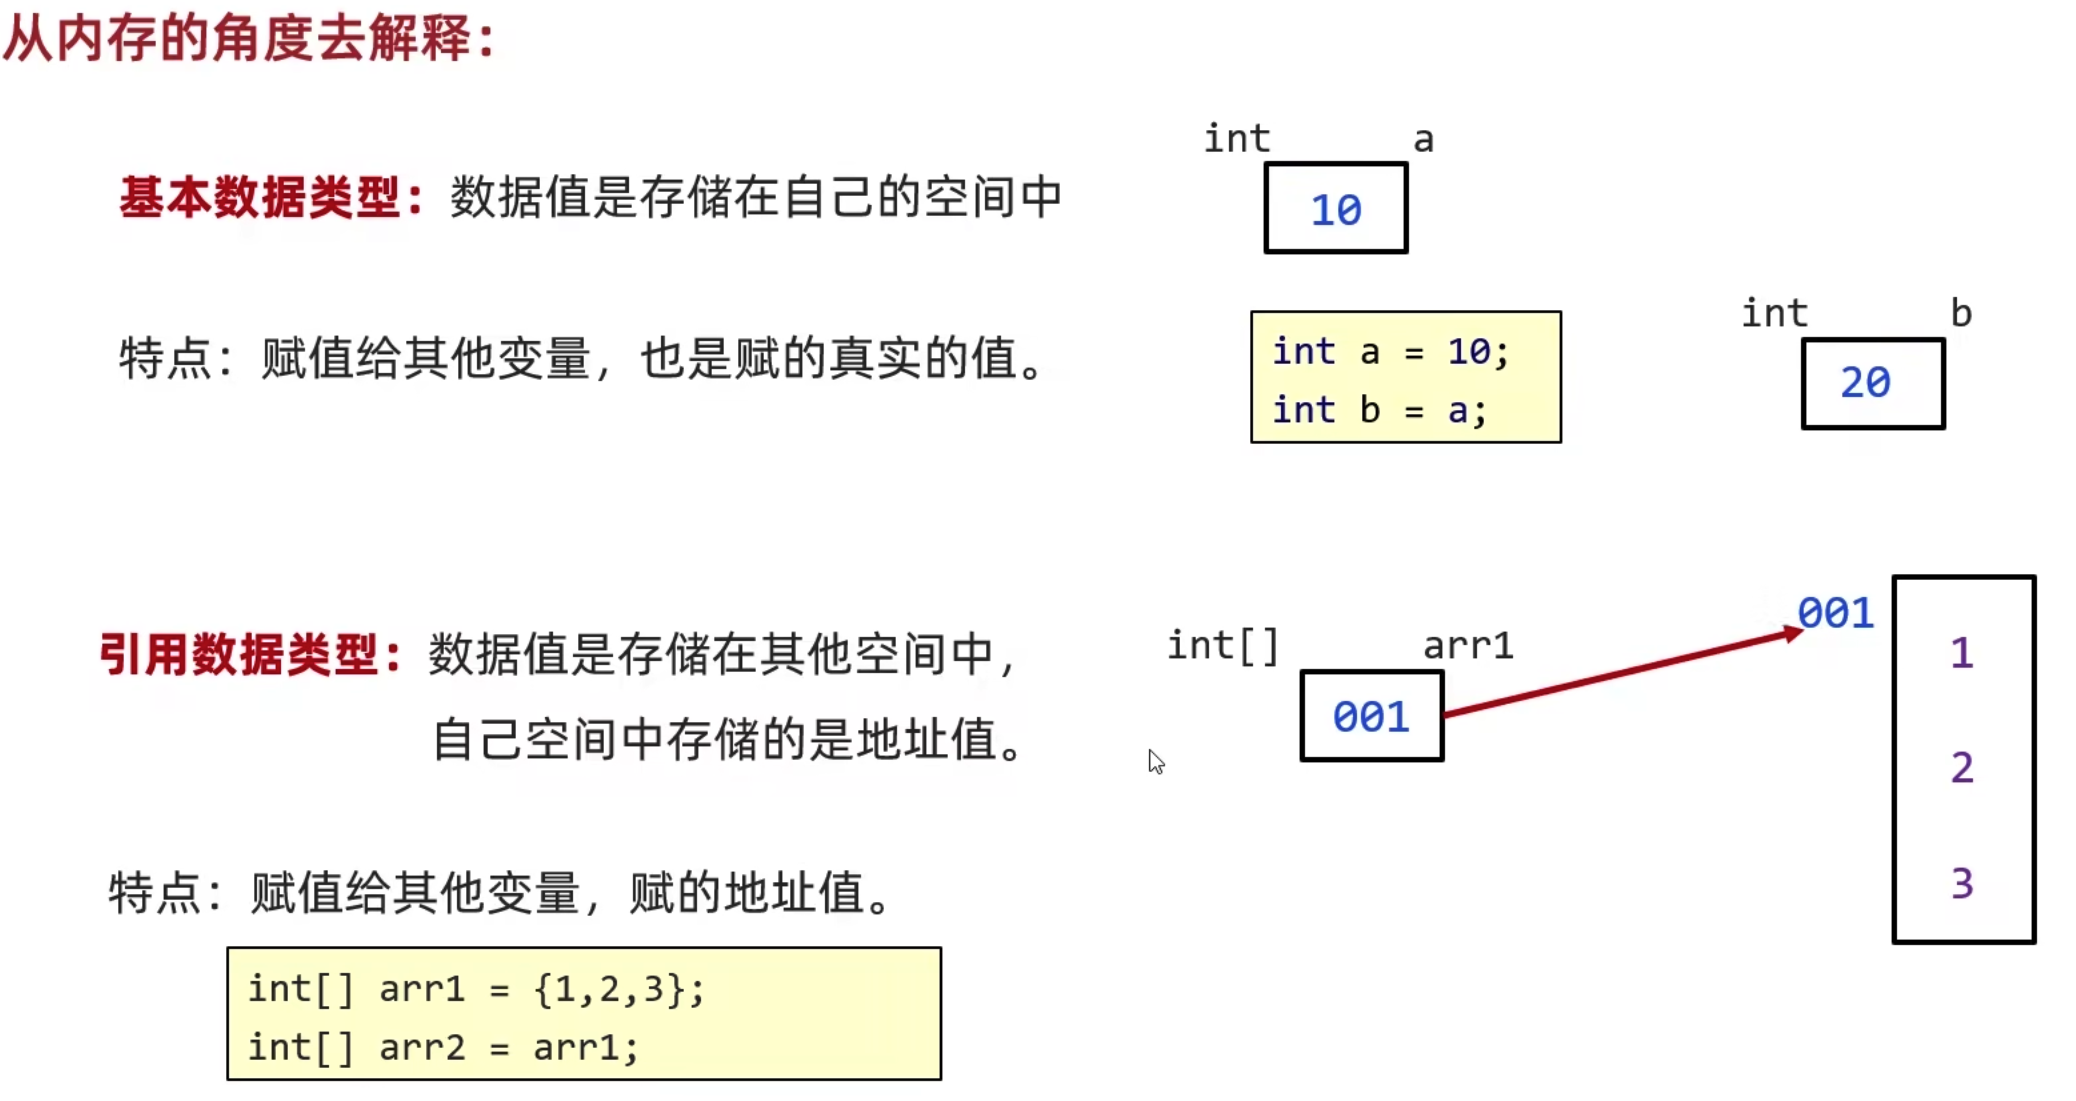 从内存的角度去解释：
基本数据类型：数据值是存储在自己的空间中
特点：赋值给其他变量，也是赋的真实的值。
int a
10
int a = 10;
int b = a;
int b
20
引用数据类型：数据值是存储在其他空间中，
自己空间中存储的是地址值。
特点：赋值给其他变量，赋的地址值。
int[] arr1 = {1,2,3};
int[] arr2 = arr1;
int[] arr1
001
001
1
2
3